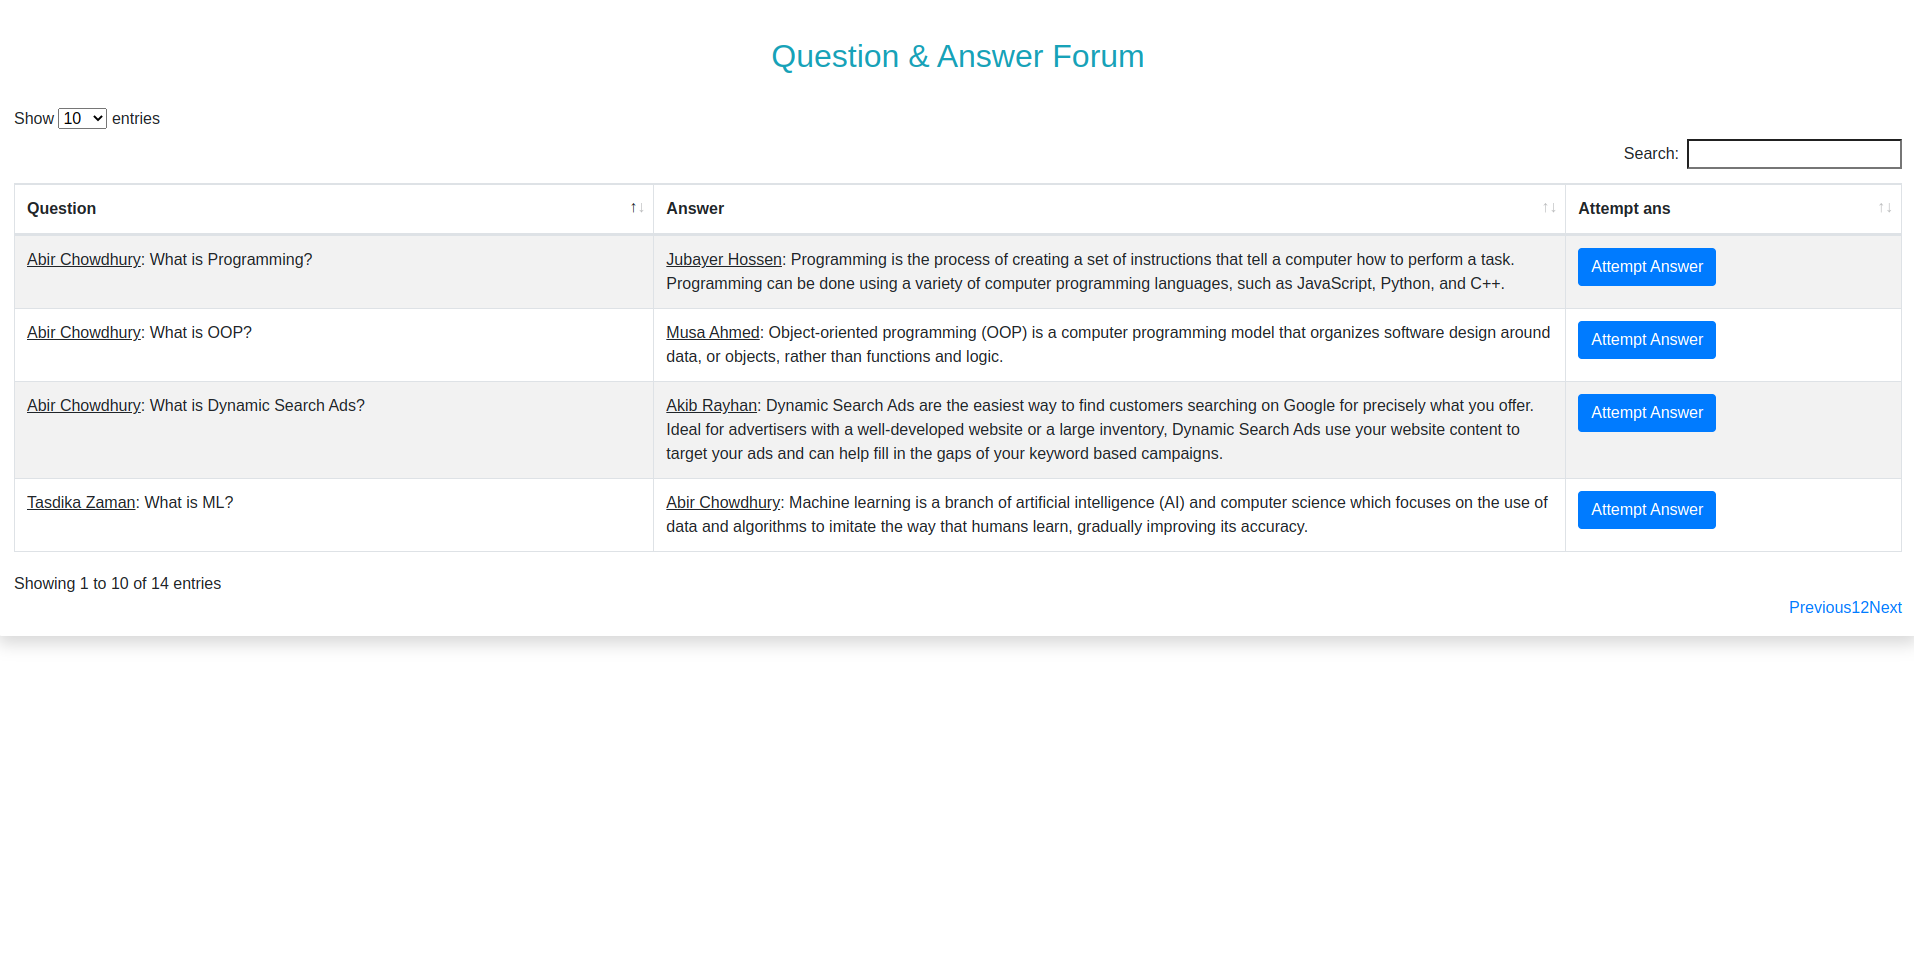 Question & Answer Forum
Show 10 entries
Search:
Question ↑↓ Answer ↑↓ Attempt ans ↑↓
Abir Chowdhury: What is Programming?
Jubayer Hossen: Programming is the process of creating a set of instructions that tell a computer how to perform a task.
Programming can be done using a variety of computer programming languages, such as JavaScript, Python, and C++.
Attempt Answer
Abir Chowdhury: What is OOP?
Musa Ahmed: Object-oriented programming (OOP) is a computer programming model that organizes software design around
data, or objects, rather than functions and logic.
Attempt Answer
Abir Chowdhury: What is Dynamic Search Ads?
Akib Rayhan: Dynamic Search Ads are the easiest way to find customers searching on Google for precisely what you offer.
Ideal for advertisers with a well-developed website or a large inventory, Dynamic Search Ads use your website content to
target your ads and can help fill in the gaps of your keyword based campaigns.
Attempt Answer
Tasdika Zaman: What is ML?
Abir Chowdhury: Machine learning is a branch of artificial intelligence (AI) and computer science which focuses on the use of
data and algorithms to imitate the way that humans learn, gradually improving its accuracy.
Attempt Answer
Showing 1 to 10 of 14 entries
Previous12Next